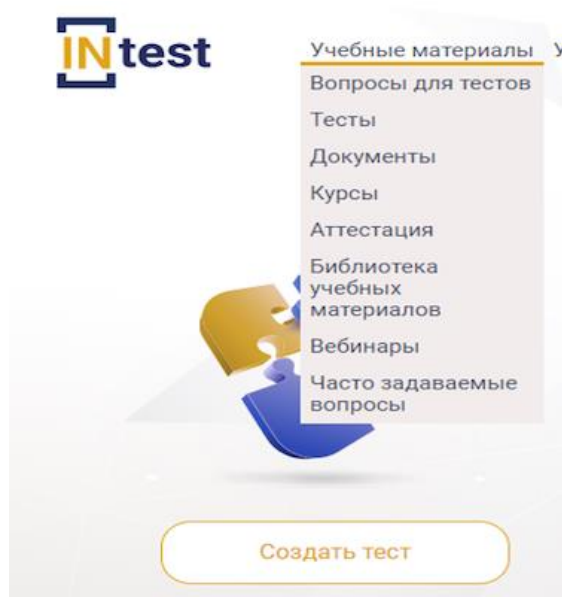 INtest
Учебные материалы У
Вопросы для тестов
Тесты
Документы
Курсы
Аттестация
Библиотека
учебных
материалов
Вебинары
Часто задаваемые
вопросы
Создать тест